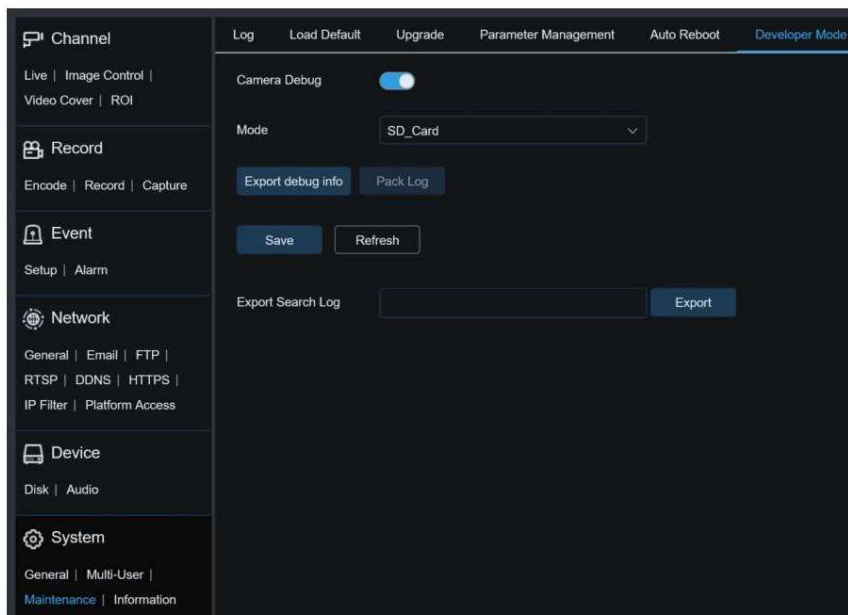 Channel
Live | Image Control |
Video Cover | ROI
Record
Encode | Record | Capture
Event
Setup | Alarm
Network
General | Email | FTP |
RTSP | DDNS | HTTPS |
IP Filter | Platform Access
Device
Disk | Audio
System
General | Multi-User |
Maintenance | Information
Log Load Default Upgrade Parameter Management Auto Reboot Developer Mode
Camera Debug
Mode SD_Card
Export debug info Pack Log
Save Refresh
Export Search Log Export